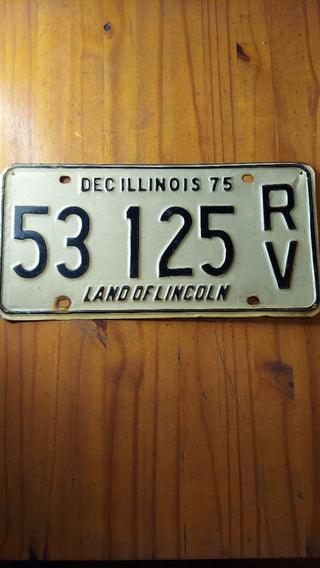 DEC ILLINOIS 75
53 125 RV
LAND OF LINCOLN